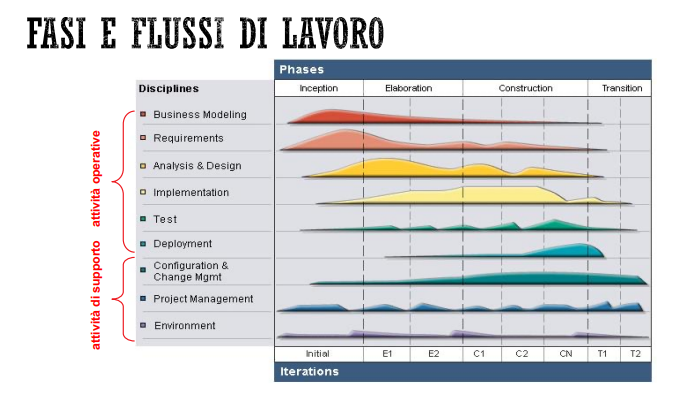 FASI E FLUSSI DI LAVORO
Phases
Disciplines
Inception Elaboration Construction Transition
Business Modeling
Requirements
Analysis & Design
Implementation
Test
Deployment
Configuration &
Change Mgmt
Project Management
Environment
attività operative
attività di supporto
Initial E1 E2 C1 C2 CN T1 T2
Iterations